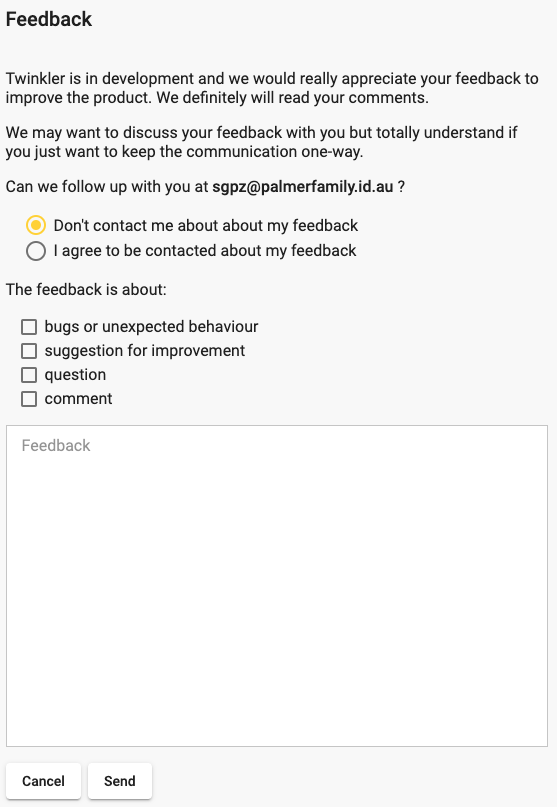 Feedback
Twinkler is in development and we would really appreciate your feedback to
improve the product. We definitely will read your comments.
We may want to discuss your feedback with you but totally understand if
you just want to keep the communication one-way.
Can we follow up with you at sgpz@palmerfamily.id.au ?
Don't contact me about about my feedback
I agree to be contacted about my feedback
The feedback is about:
bugs or unexpected behaviour
suggestion for improvement
question
comment
Feedback
Cancel Send